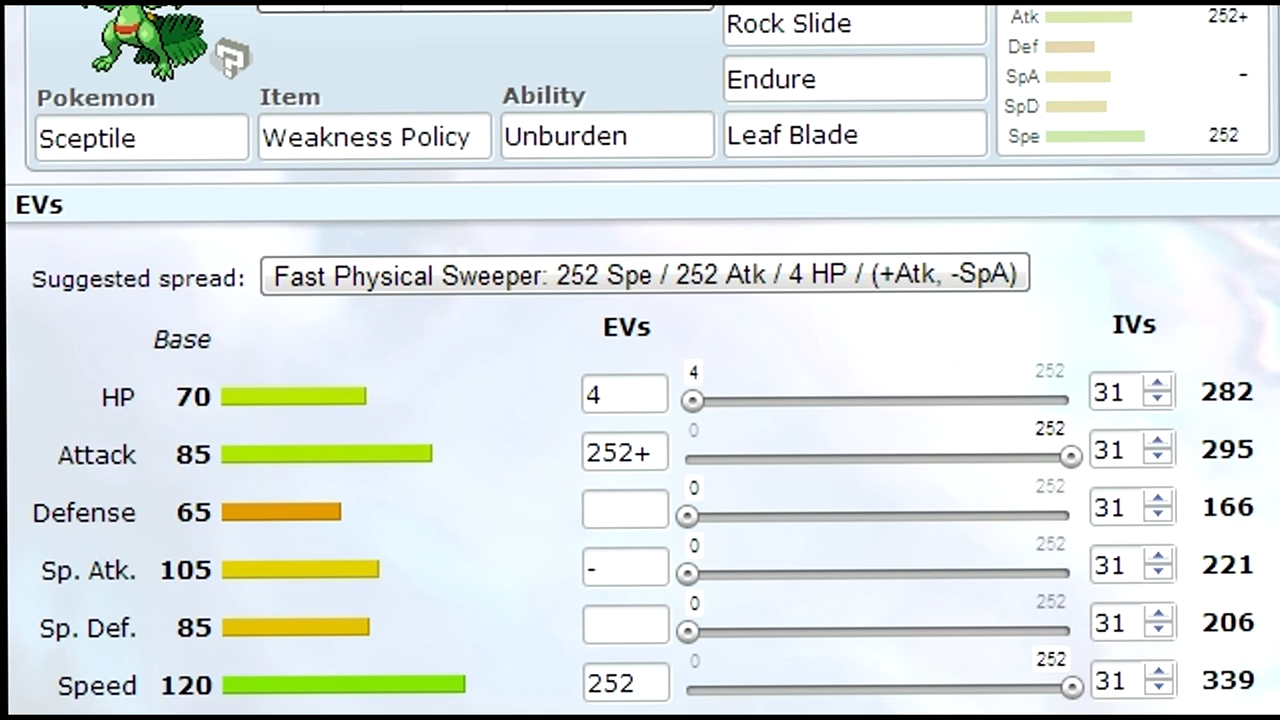 Rock Slide
Atk 252+
Def
Endure
SpA -
SpD
Pokemon Item Ability
Sceptile Weakness Policy Unburden Leaf Blade
Spe 252
EVs
Suggested spread: Fast Physical Sweeper: 252 Spe / 252 Atk / 4 HP / (+Atk, -SpA)
Base EVs IVs
4 252
HP 70 4 31 282
0 252
Attack 85 252+ 31 295
0 252
Defense 65 31 166
0 252
Sp. Atk. 105 - 31 221
0 252
Sp. Def. 85 31 206
0 252
Speed 120 252 31 339